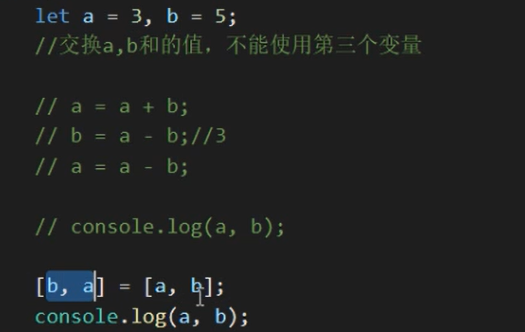 let a = 3, b = 5;
//交换a,b和的值，不能使用第三个变量
// a = a + b;
// b = a - b;//3
// a = a - b;
// console.log(a, b);
[b, a] = [a, b];
console.log(a, b);